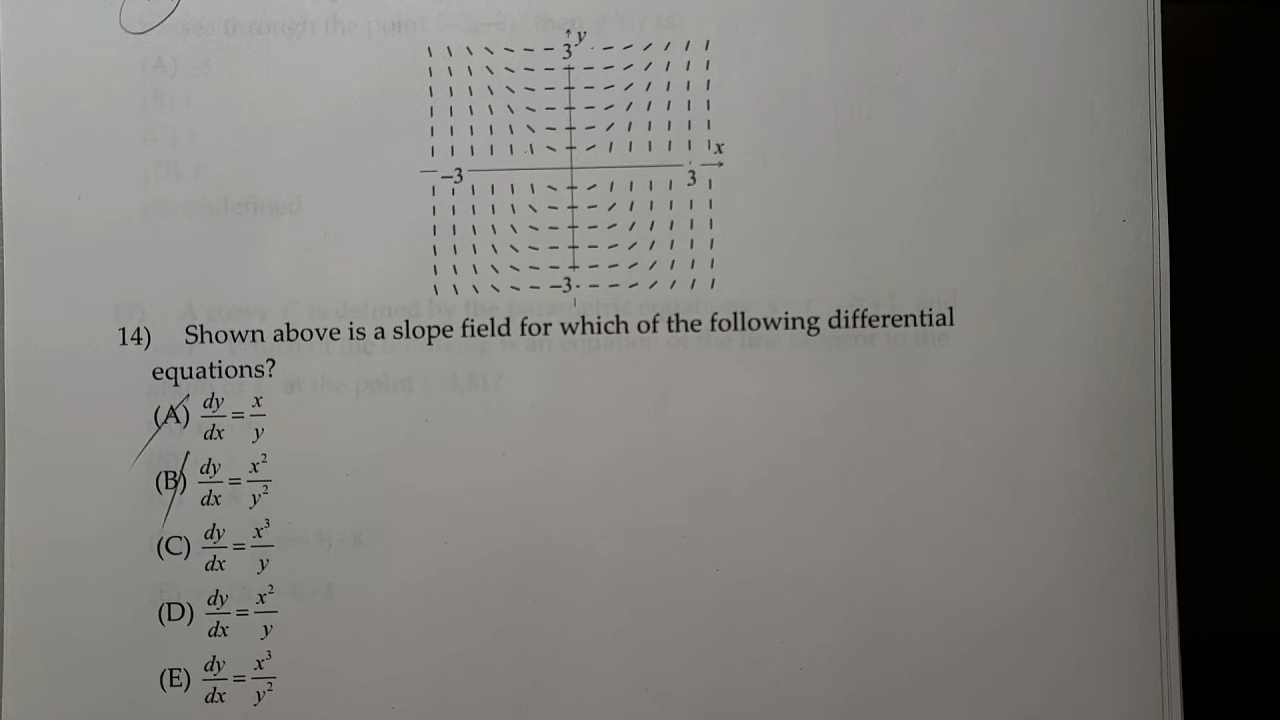 y
3
x
−3
3
−3
14) Shown above is a slope field for which of the following differential
equations?
(A) dy/dx = x/y
(B) dy/dx = x²/y²
(C) dy/dx = x³/y
(D) dy/dx = x²/y
(E) dy/dx = x³/y²